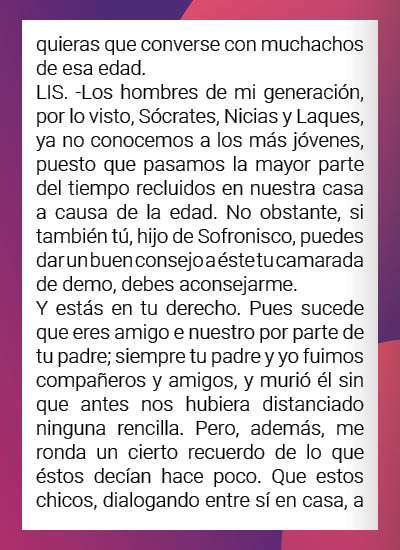 quieras que converse con muchachos
de esa edad.
LIS. -Los hombres de mi generación,
por lo visto, Sócrates, Nicias y Laques,
ya no conocemos a los más jóvenes,
puesto que pasamos la mayor parte
del tiempo recluidos en nuestra casa
a causa de la edad. No obstante, si
también tú, hijo de Sofronisco, puedes
dar un buen consejo a éste tu camarada
de demo, debes aconsejarme.
Y estás en tu derecho. Pues sucede
que eres amigo e nuestro por parte de
tu padre; siempre tu padre y yo fuimos
compañeros y amigos, y murió él sin
que antes nos hubiera distanciado
ninguna rencilla. Pero, además, me
ronda un cierto recuerdo de lo que
éstos decían hace poco. Que estos
chicos, dialogando entre sí en casa, a